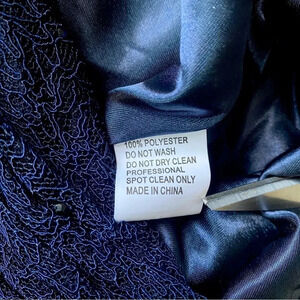 100% POLYESTER
DO NOT WASH
DO NOT DRY CLEAN
PROFESSIONAL
SPOT CLEAN ONLY
MADE IN CHINA